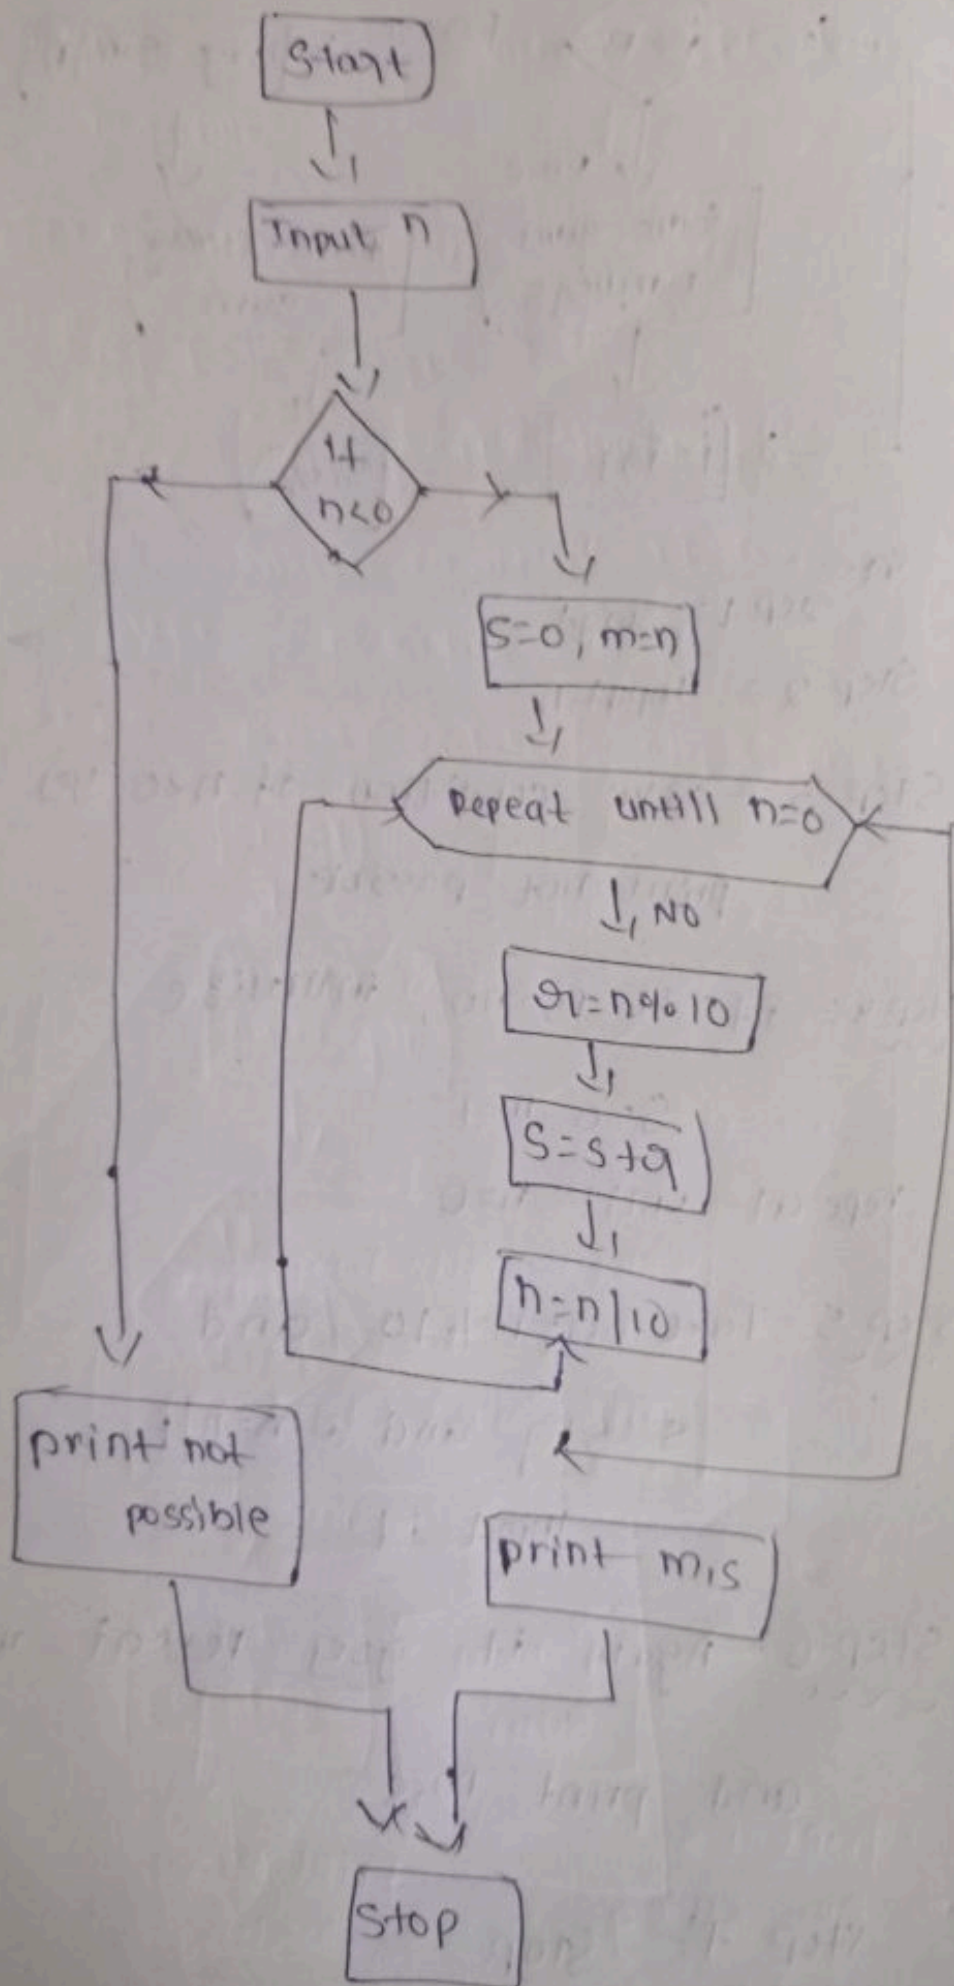 Start
Input n
If
n<0
S=0, m=n
Repeat untill n=0
NO
r=n%10
S=s+r
n=n/10
print not
possible
print m,s
Stop